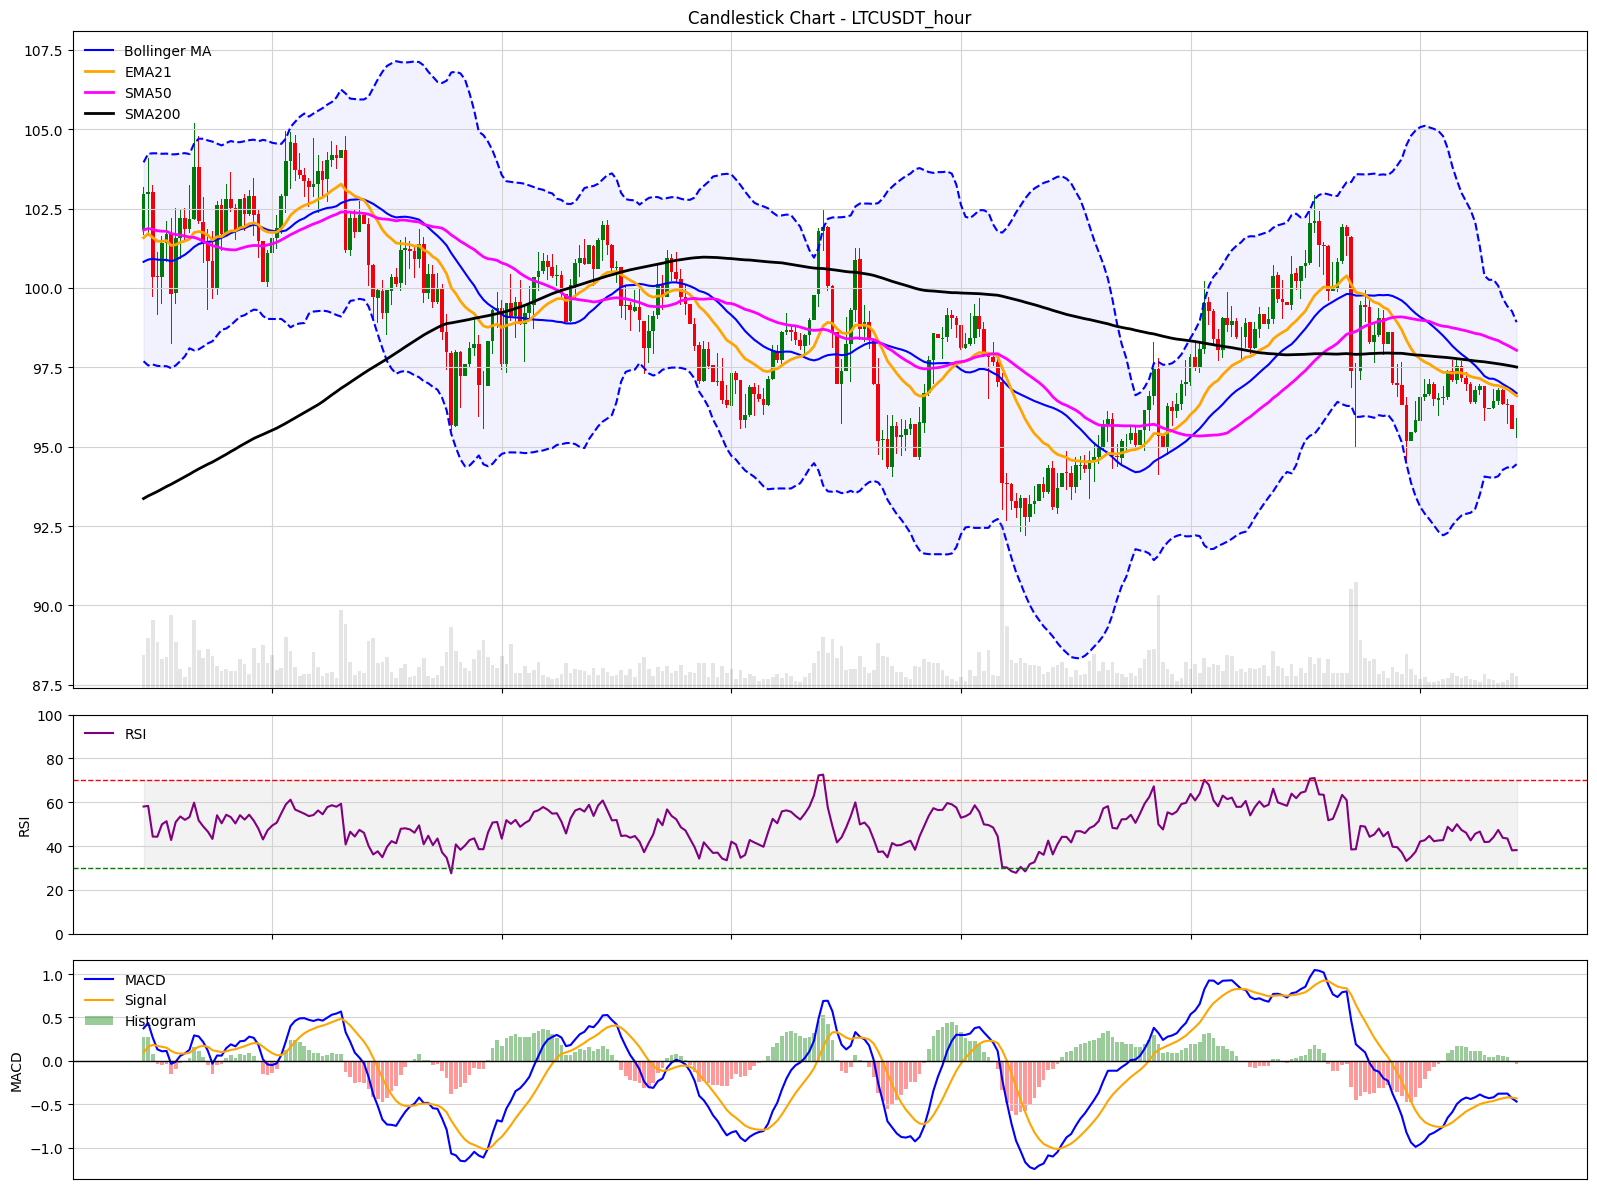 Candlestick Chart - LTCUSDT_hour
107.5
105.0
102.5
100.0
97.5
95.0
92.5
90.0
87.5
Bollinger MA
EMA21
SMA50
SMA200
100
80
60
40
20
0
RSI
RSI
1.0
0.5
0.0
−0.5
−1.0
MACD
MACD
Signal
Histogram